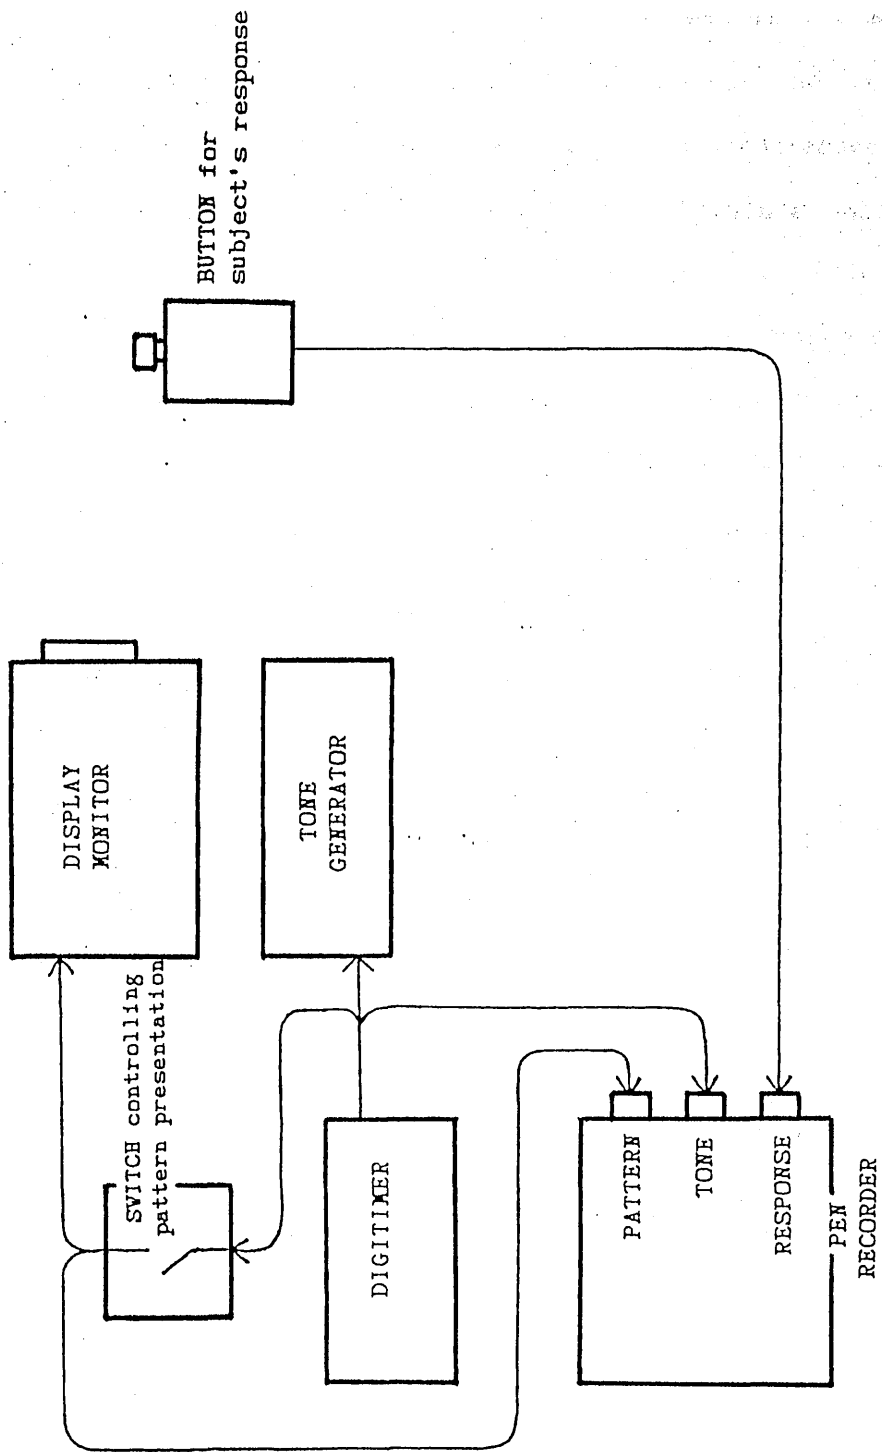 BUTTON for
subject's response
DISPLAY
MONITOR
TONE
GENERATOR
SWITCH controlling
pattern presentation
DIGITIMER
PATTERN
TONE
RESPONSE
PEN
RECORDER